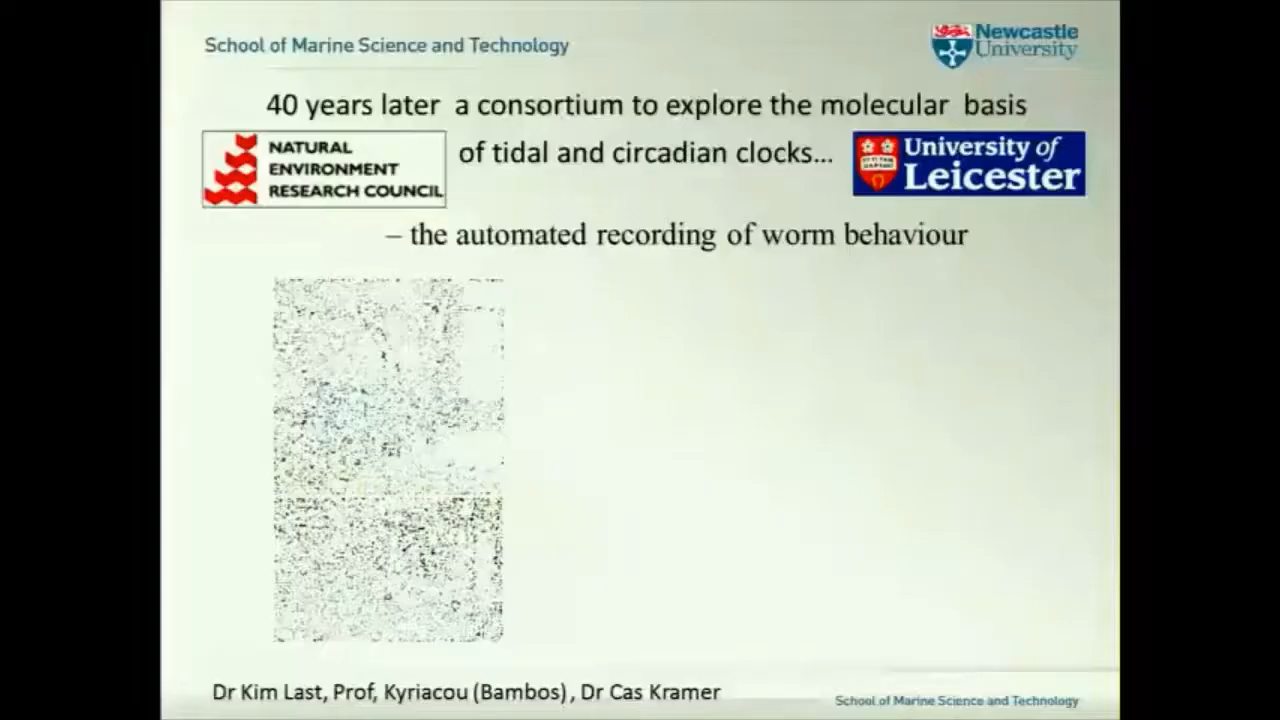 School of Marine Science and Technology
Newcastle
University
40 years later a consortium to explore the molecular basis
of tidal and circadian clocks...
NATURAL
ENVIRONMENT
RESEARCH COUNCIL
University of
Leicester
– the automated recording of worm behaviour
Dr Kim Last, Prof, Kyriacou (Bambos) , Dr Cas Kramer
School of Marine Science and Technology